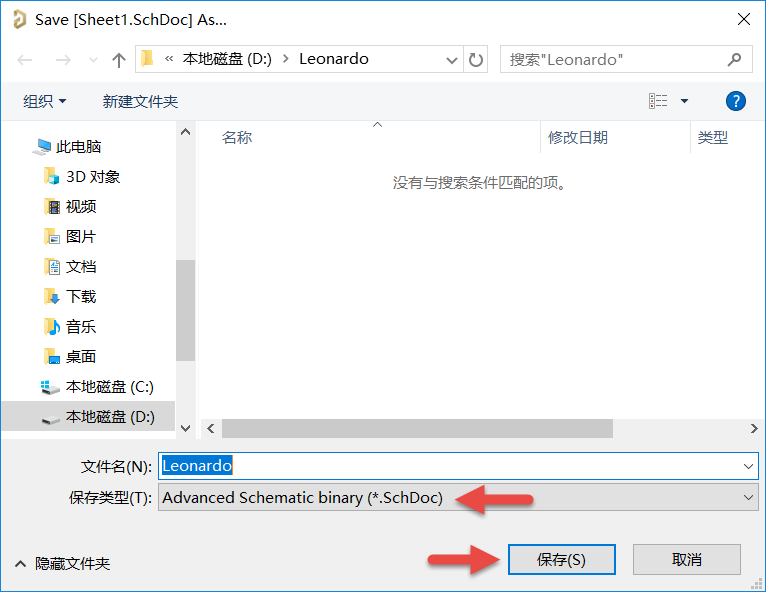 Save [Sheet1.SchDoc] As...
« 本地磁盘 (D:) > Leonardo
搜索"Leonardo"
组织
新建文件夹
名称
修改日期
类型
没有与搜索条件匹配的项。
此电脑
3D 对象
视频
图片
文档
下载
音乐
桌面
本地磁盘 (C:)
本地磁盘 (D:)
文件名(N): Leonardo
保存类型(T): Advanced Schematic binary (*.SchDoc)
隐藏文件夹
保存(S)
取消